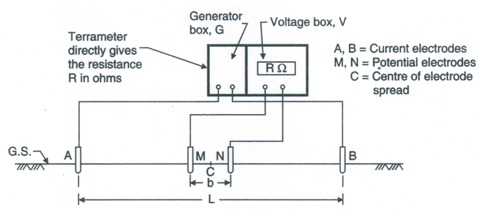 Generator
box, G
Voltage box, V
Terrameter
directly gives
the resistance
R in ohms
R Ω
A, B = Current electrodes
M, N = Potential electrodes
C = Centre of electrode
spread
G.S.
A
M
N
B
C
b
L